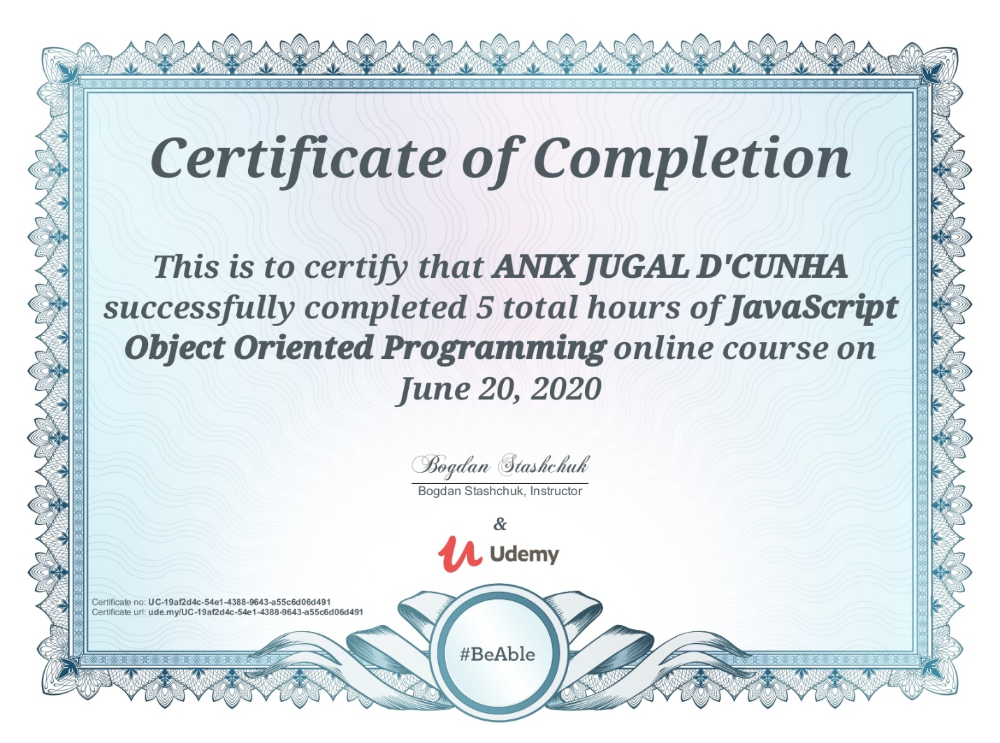 Certificate of Completion
This is to certify that ANIX JUGAL D'CUNHA
successfully completed 5 total hours of JavaScript
Object Oriented Programming online course on
June 20, 2020
Bogdan Stashchuk
Bogdan Stashchuk, Instructor
&
Udemy
Certificate no: UC-19af2d4c-54e1-4388-9643-a55c6d06d491
Certificate url: ude.my/UC-19af2d4c-54e1-4388-9643-a55c6d06d491
#BeAble